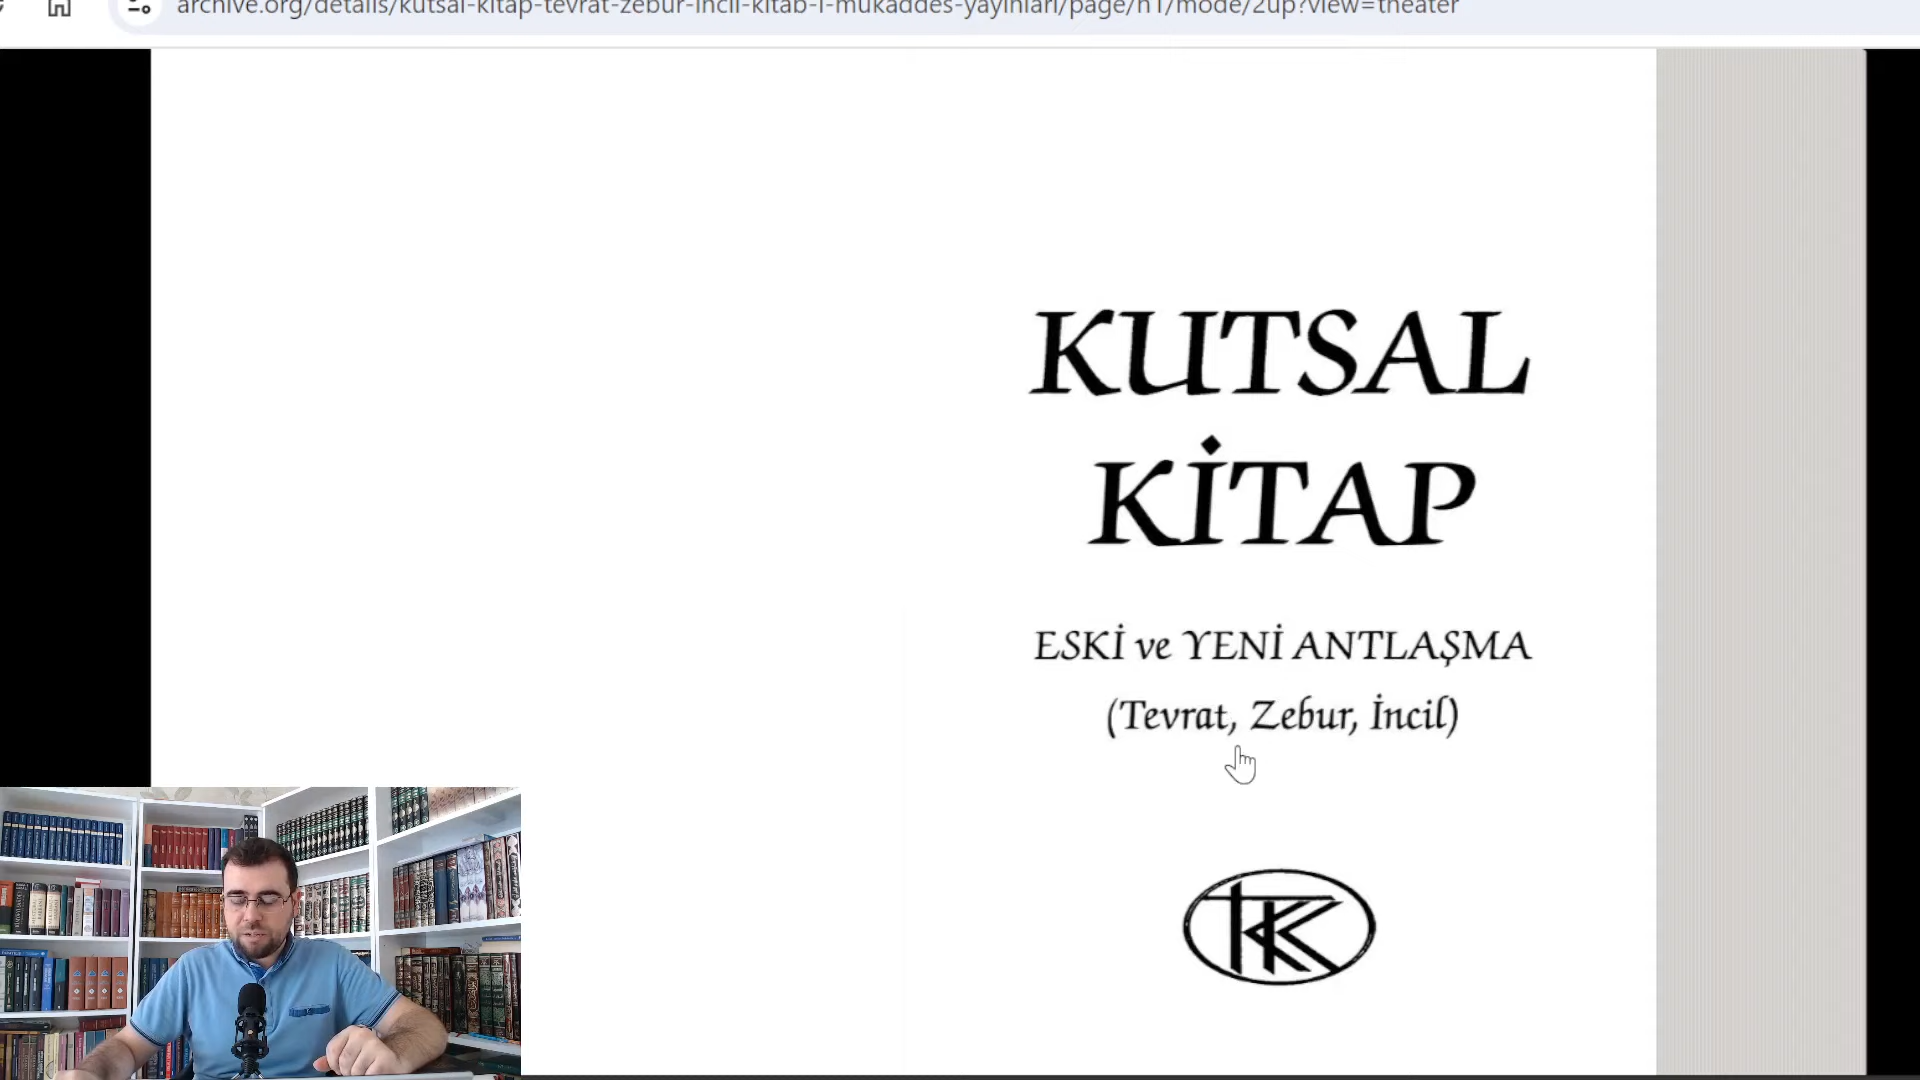 archive.org/details/kutsal-kitap-tevrat-zebur-incil-kitab-i-mukaddes-yayinlari/page/n1/mode/2up?view=theater
KUTSAL
KİTAP
ESKİ ve YENİ ANTLAŞMA
(Tevrat, Zebur, İncil)